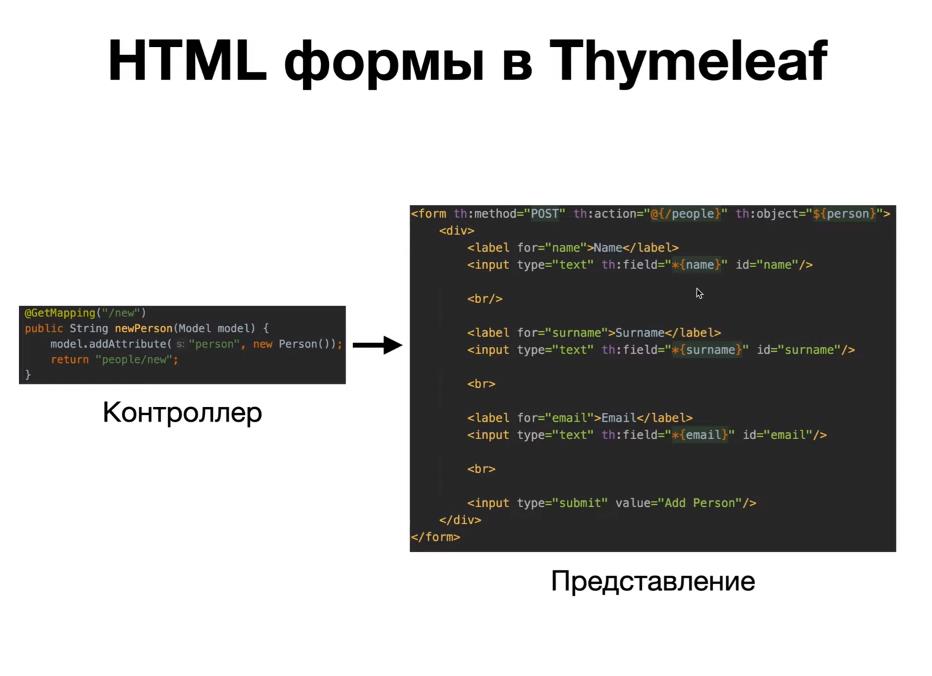 HTML формы в Thymeleaf
@GetMapping("/new")
public String newPerson(Model model) {
    model.addAttribute( s: "person", new Person());
    return "people/new";
}
Контроллер
<form th:method="POST" th:action="@{/people}" th:object="${person}">
    <div>
        <label for="name">Name</label>
        <input type="text" th:field="*{name}" id="name"/>
        <br/>
        <label for="surname">Surname</label>
        <input type="text" th:field="*{surname}" id="surname"/>
        <br>
        <label for="email">Email</label>
        <input type="text" th:field="*{email}" id="email"/>
        <br>
        <input type="submit" value="Add Person"/>
    </div>
</form>
Представление